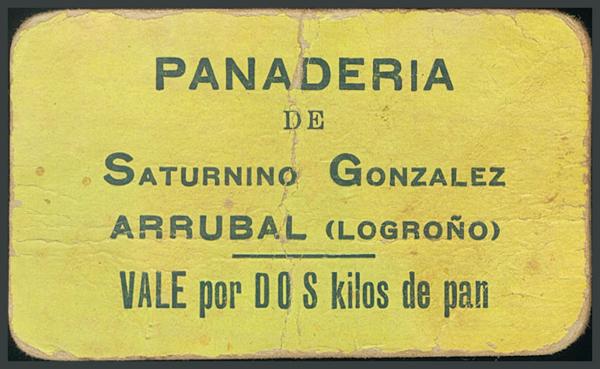 PANADERIA
DE
SATURNINO GONZALEZ
ARRUBAL (LOGROÑO)
VALE por DOS kilos de pan